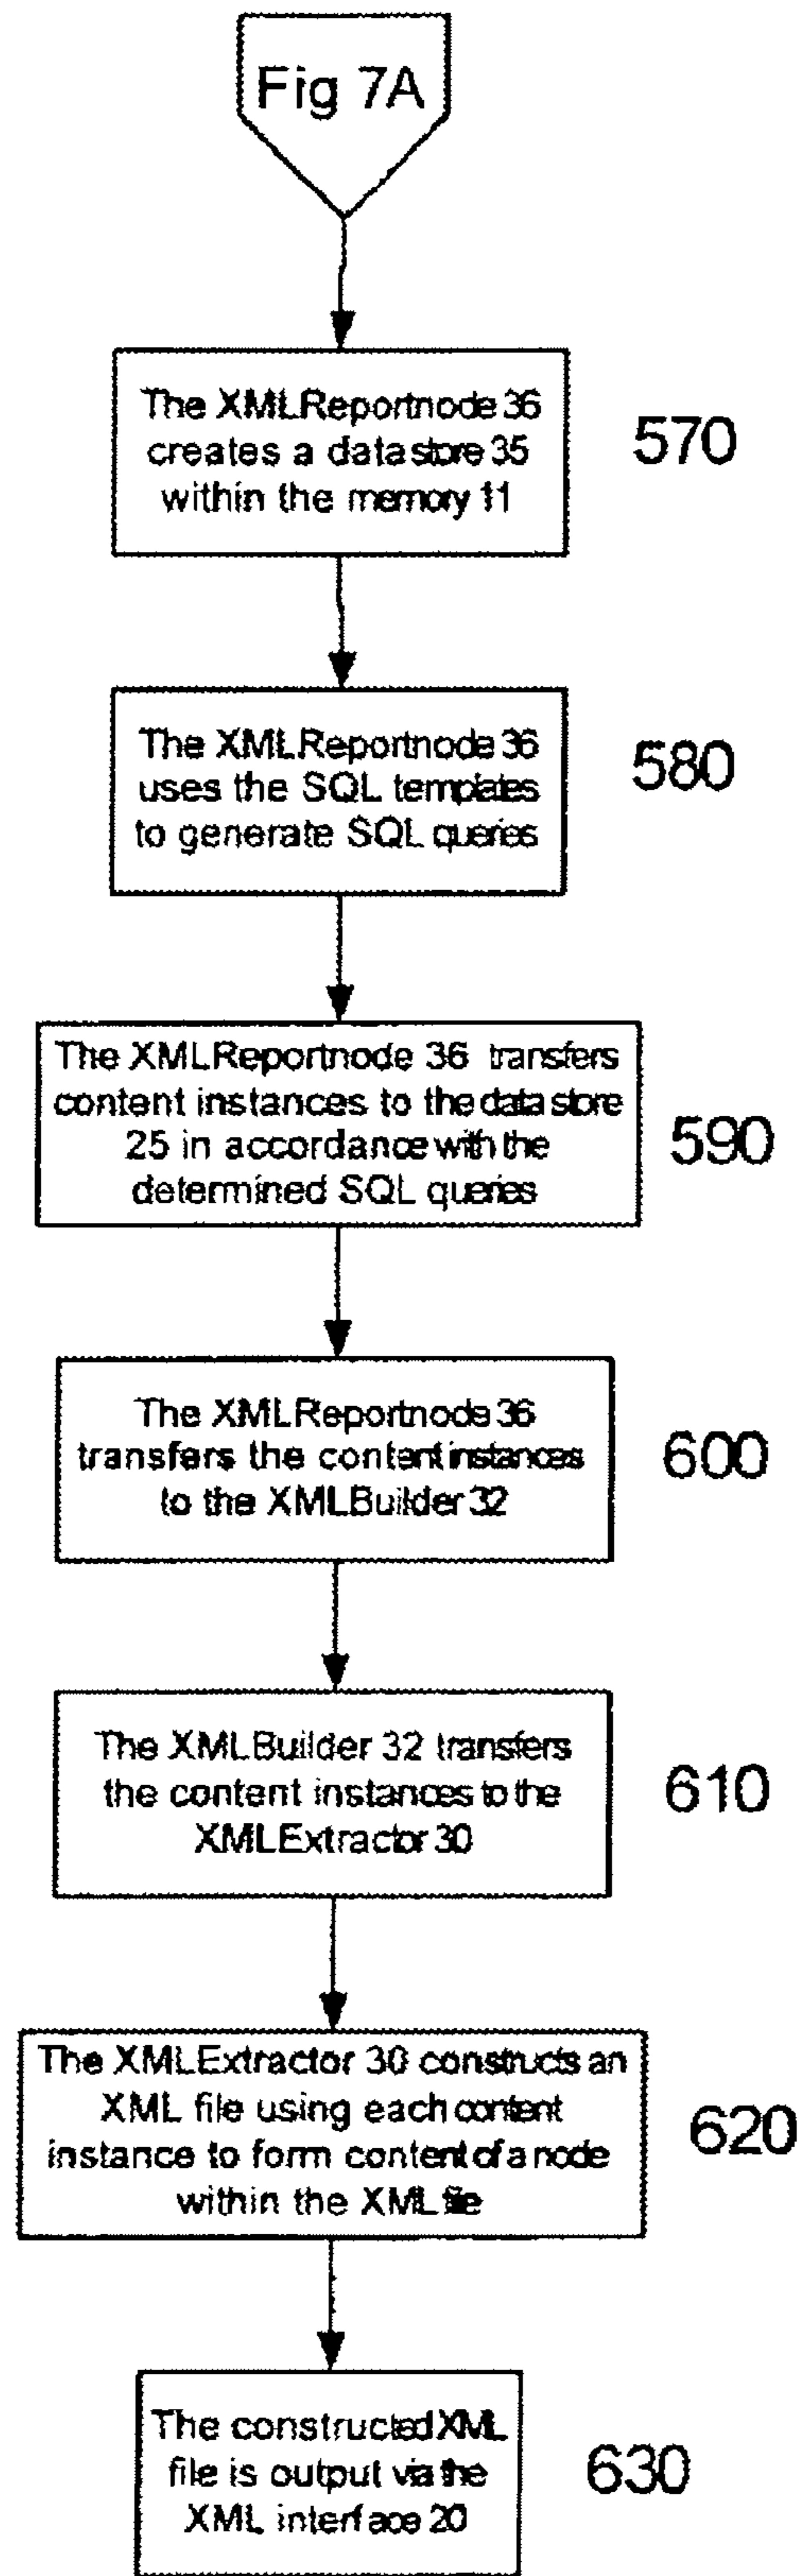 Fig 7A
The XMLReportnode 36
creates a data store 35
within the memory 11
570
The XMLReportnode 36
uses the SQL templates
to generate SQL queries
580
The XMLReportnode 36 transfers
content instances to the data store
25 in accordance with the
determined SQL queries
590
The XMLReportnode 36
transfers the content instances
to the XMLBuilder 32
600
The XMLBuilder 32 transfers
the content instances to the
XMLExtractor 30
610
The XMLExtractor 30 constructs an
XML file using each content
instance to form content of a node
within the XML file
620
The constructed XML
file is output via the
XML interface 20
630